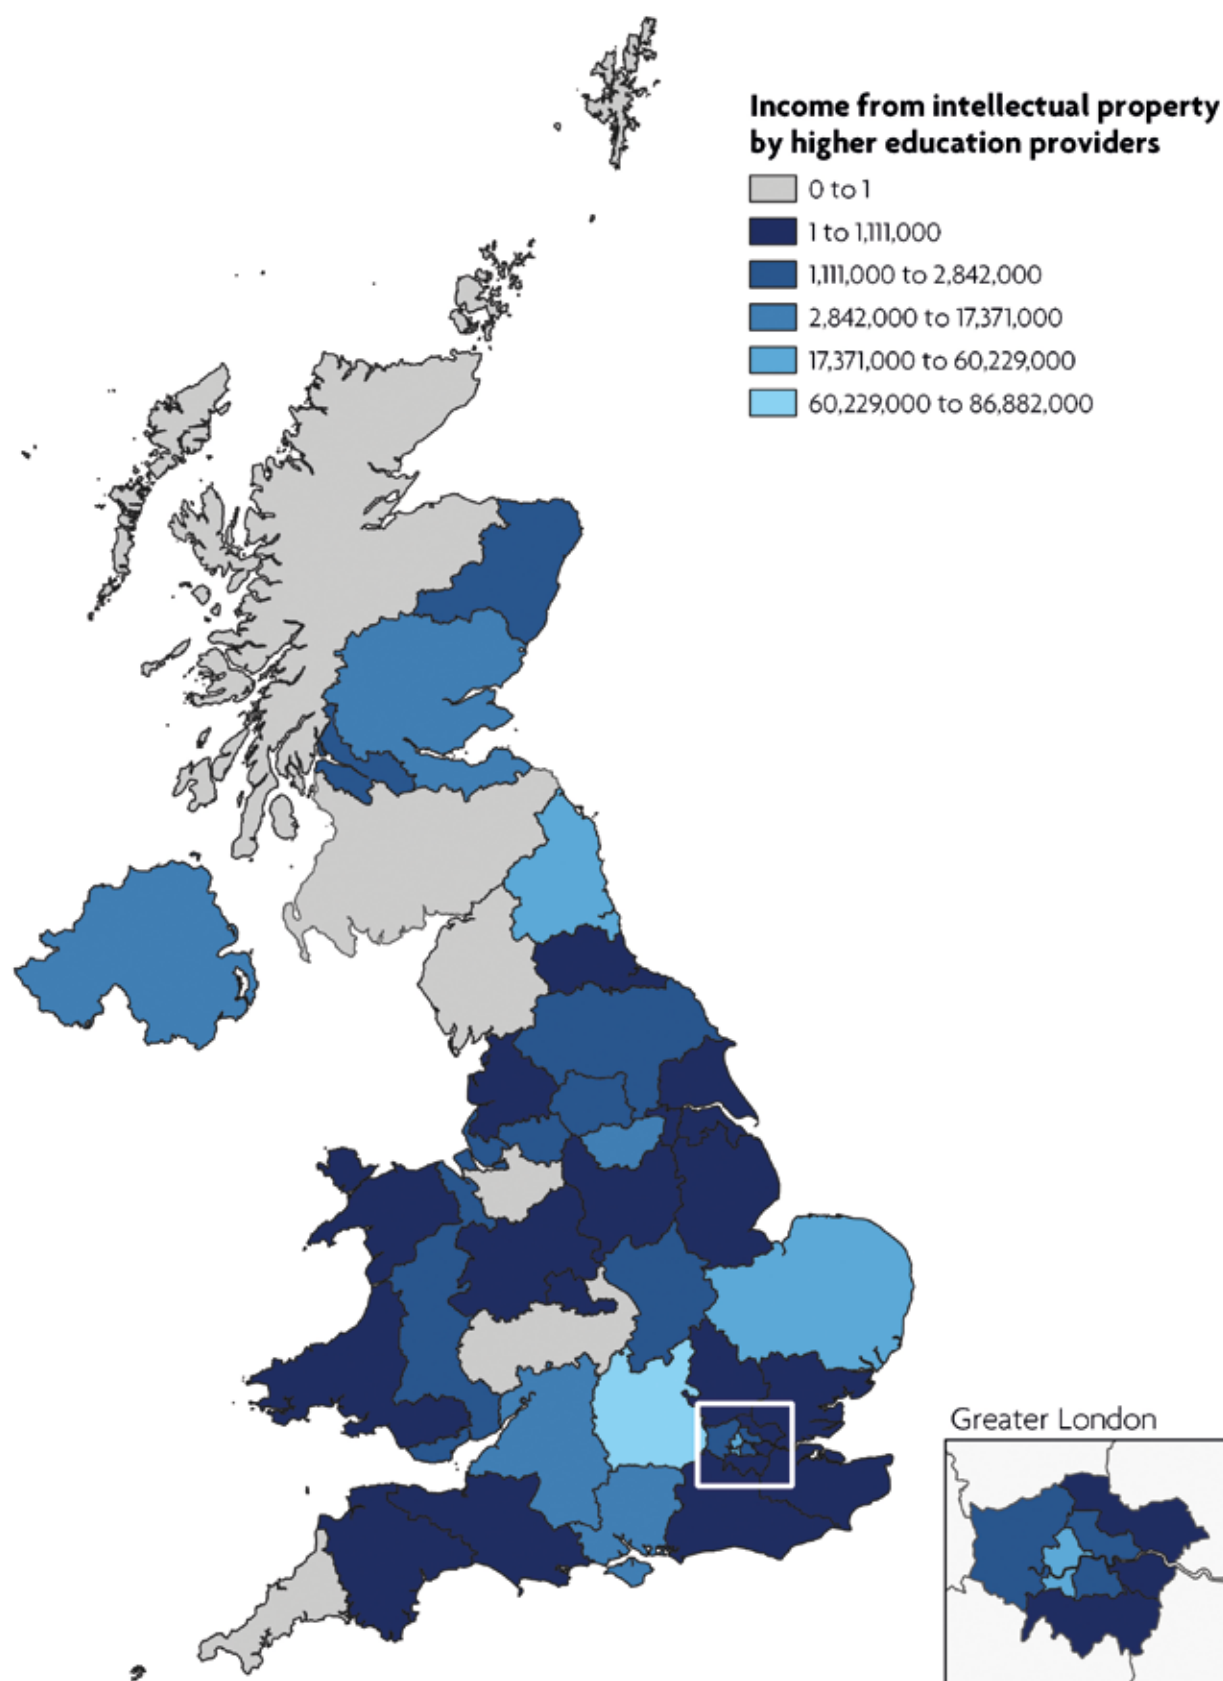 Income from intellectual property
by higher education providers
0 to 1
1 to 1,111,000
1,111,000 to 2,842,000
2,842,000 to 17,371,000
17,371,000 to 60,229,000
60,229,000 to 86,882,000
Greater London